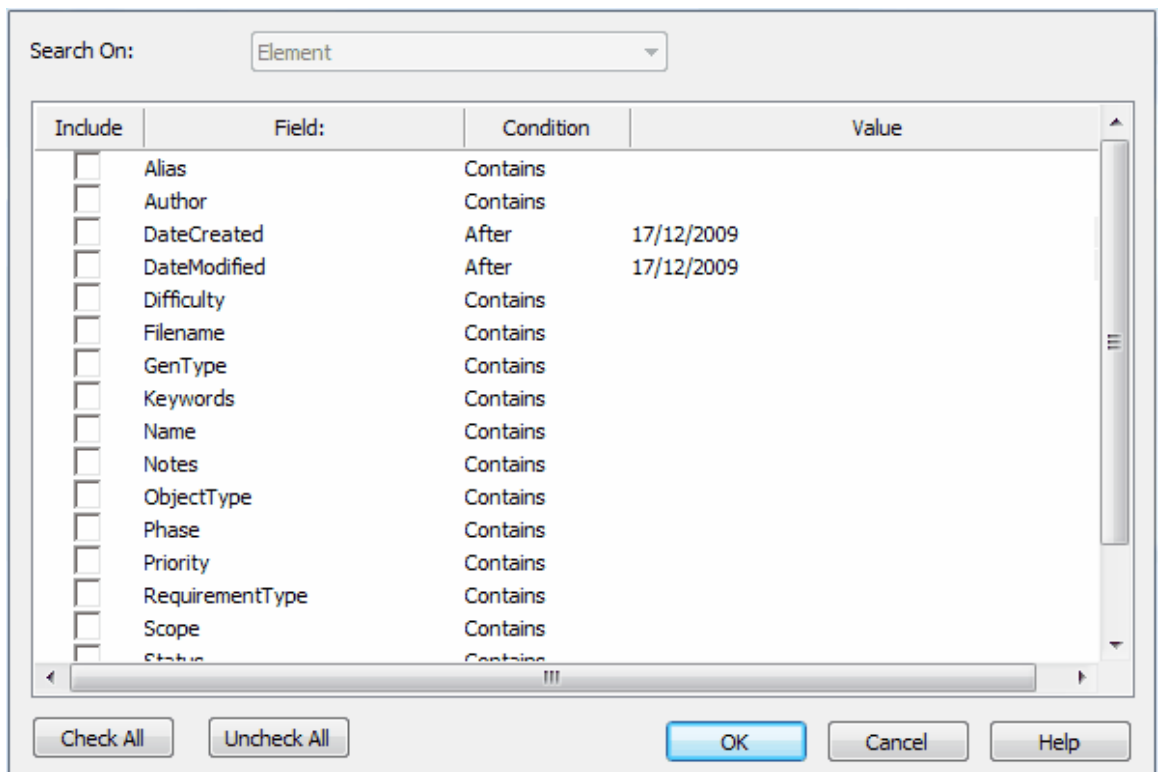 Search On: Element
Include Field: Condition Value
Alias Contains
Author Contains
DateCreated After 17/12/2009
DateModified After 17/12/2009
Difficulty Contains
Filename Contains
GenType Contains
Keywords Contains
Name Contains
Notes Contains
ObjectType Contains
Phase Contains
Priority Contains
RequirementType Contains
Scope Contains
Status Contains
Check All Uncheck All OK Cancel Help